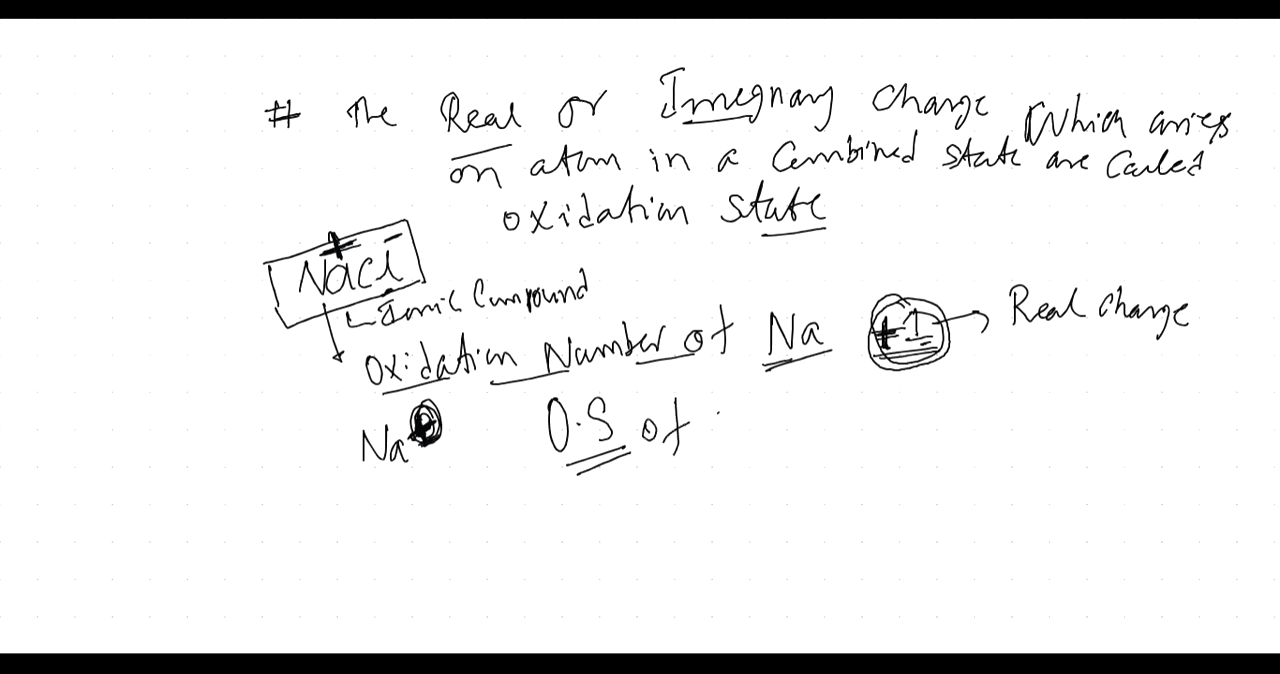 # The Real or Imegnary Charge Which arries
on atom in a Combined state are Called
oxidation state
NaCl + -
Ionic Compound
Oxidation Number of Na +1 → Real charge
Na+ O.S of